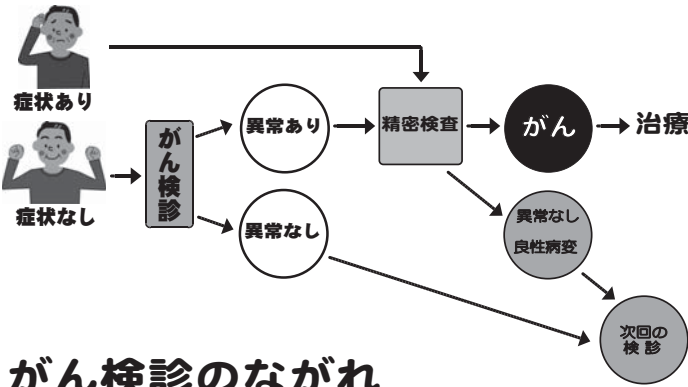 症状あり
症状なし
がん検診
異常あり
異常なし
精密検査
がん
治療
異常なし
良性病変
次回の
検診
がん検診のながれ